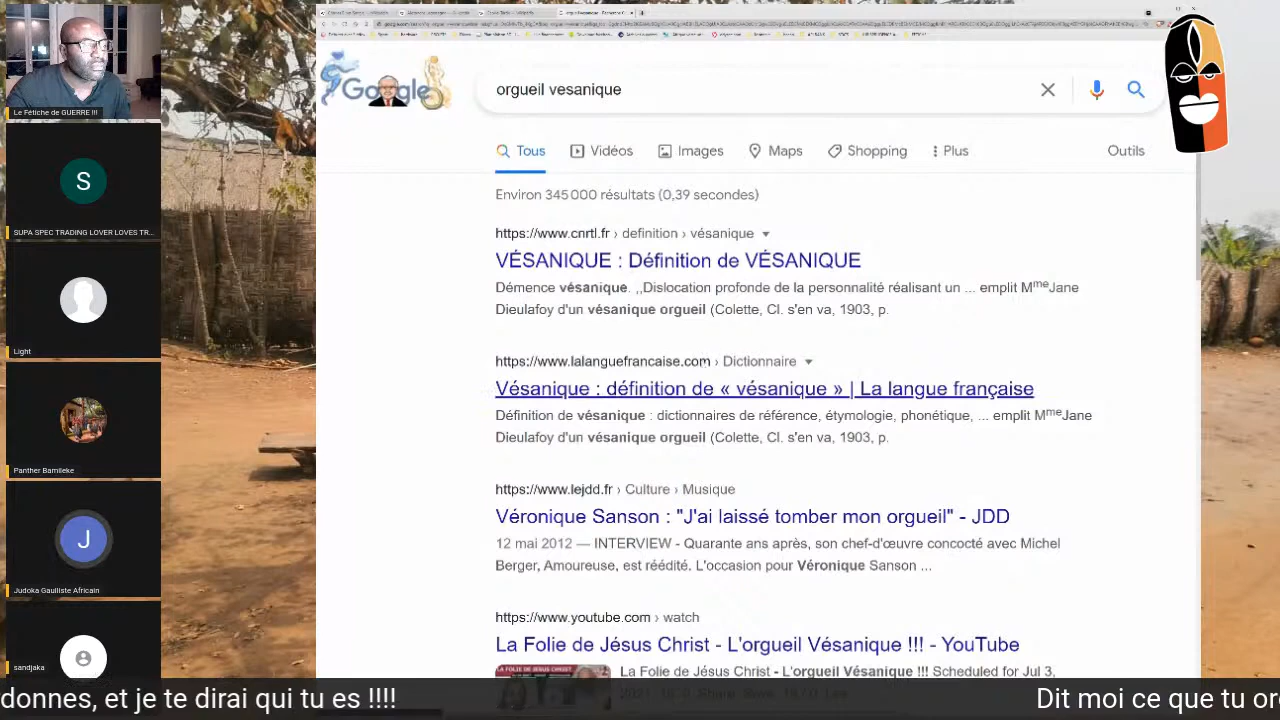 Google
orgueil vesanique
Tous
Vidéos
Images
Maps
Shopping
Plus
Outils
Environ 345 000 résultats (0,39 secondes)
https://www.cnrtl.fr › definition › vésanique
VÉSANIQUE : Définition de VÉSANIQUE
Démence vésanique. ,,Dislocation profonde de la personnalité réalisant un ... emplit MmeJane
Dieulafoy d'un vésanique orgueil (Colette, Cl. s'en va, 1903, p.
https://www.lalanguefrancaise.com › Dictionnaire
Vésanique : définition de « vésanique » | La langue française
Définition de vésanique : dictionnaires de référence, étymologie, phonétique, ... emplit MmeJane
Dieulafoy d'un vésanique orgueil (Colette, Cl. s'en va, 1903, p.
https://www.lejdd.fr › Culture › Musique
Véronique Sanson : "J'ai laissé tomber mon orgueil" - JDD
12 mai 2012 — INTERVIEW - Quarante ans après, son chef-d'œuvre concocté avec Michel
Berger, Amoureuse, est réédité. L'occasion pour Véronique Sanson ...
https://www.youtube.com › watch
La Folie de Jésus Christ - L'orgueil Vésanique !!! - YouTube
LA FOLIE DE JESUS CHRIST
La Folie de Jésus Christ - L'orgueil Vésanique !!! Scheduled for Jul 3,
Le Fétiche de GUERRE !!!
S
SUPA SPEC TRADING LOVER LOVES TR...
Light
Panther Bamileke
J
Judoka Gaulliste Africain
sandjaka
donnes, et je te dirai qui tu es !!!!
Dit moi ce que tu or